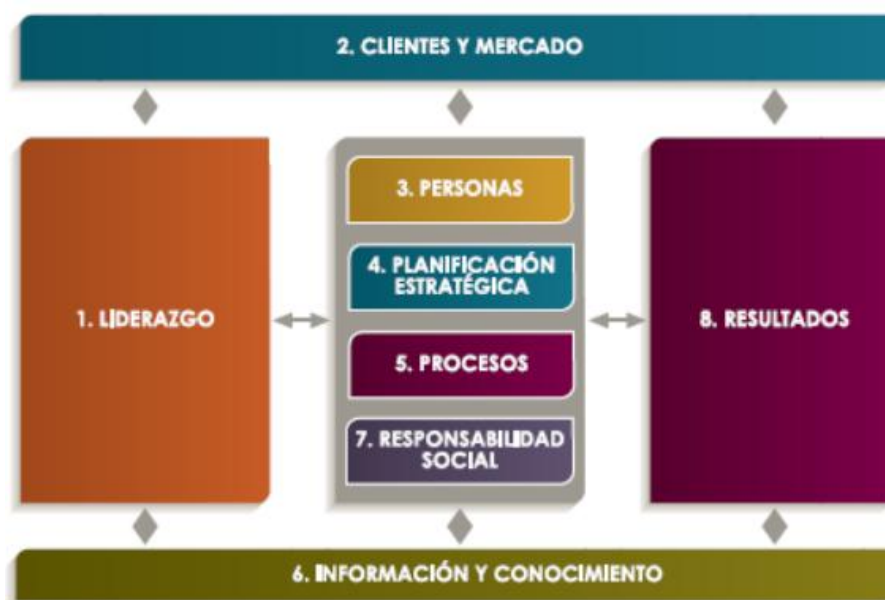 2. CLIENTES Y MERCADO
1. LIDERAZGO
3. PERSONAS
4. PLANIFICACIÓN
ESTRATÉGICA
5. PROCESOS
7. RESPONSABILIDAD
SOCIAL
8. RESULTADOS
6. INFORMACIÓN Y CONOCIMIENTO